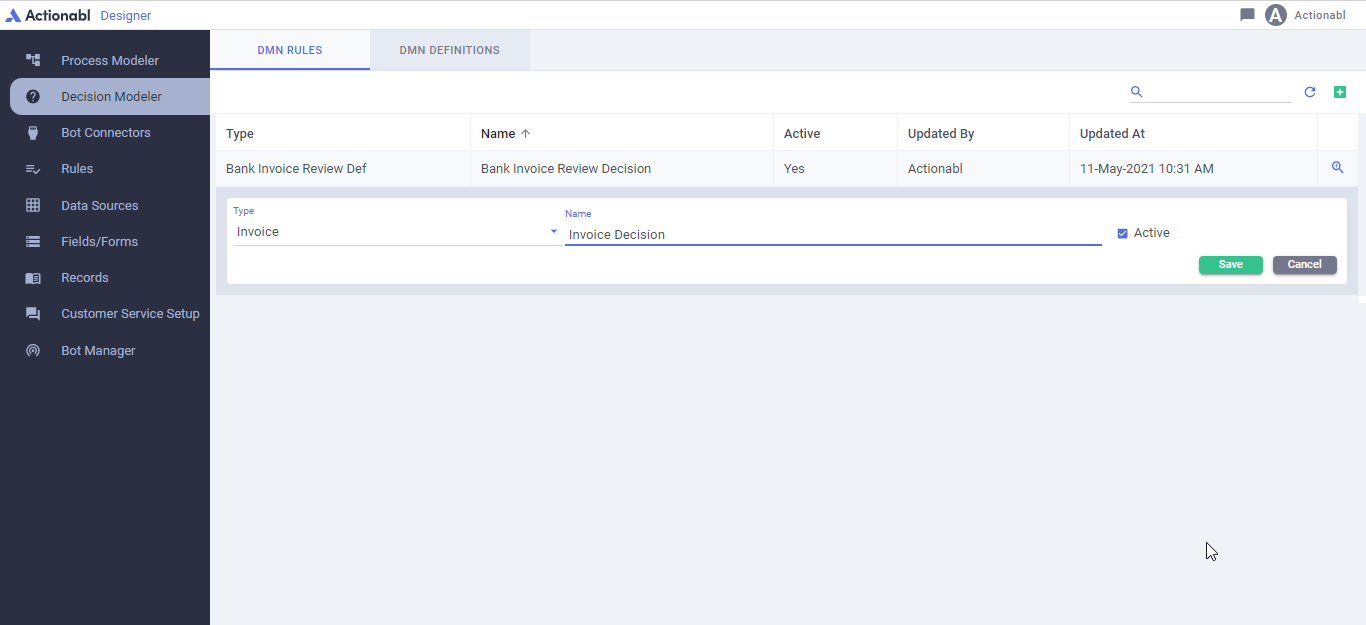 Actionabl Designer
A Actionabl
Process Modeler
Decision Modeler
Bot Connectors
Rules
Data Sources
Fields/Forms
Records
Customer Service Setup
Bot Manager
DMN RULES DMN DEFINITIONS
Type Name Active Updated By Updated At
Bank Invoice Review Def Bank Invoice Review Decision Yes Actionabl 11-May-2021 10:31 AM
Type Name
Invoice Invoice Decision Active
Save Cancel